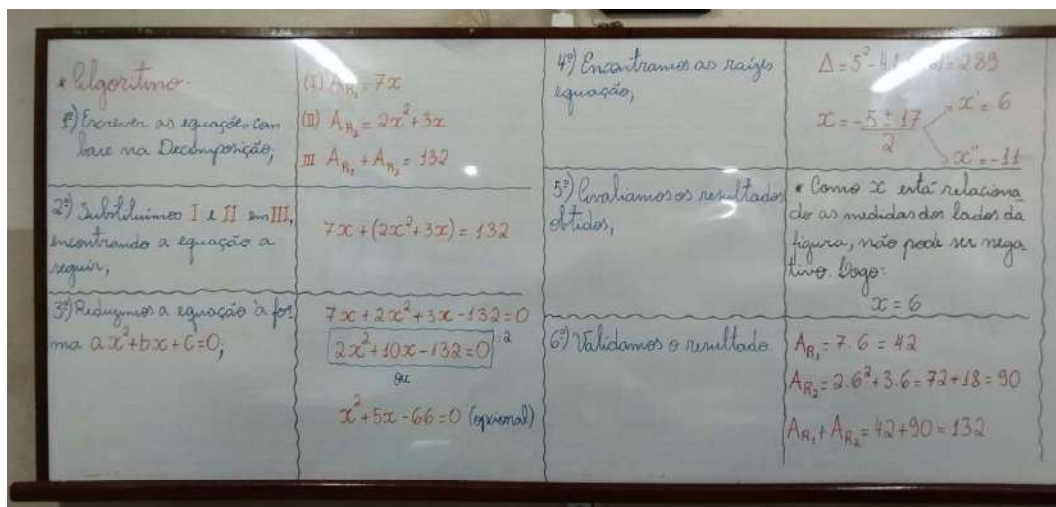 * Algoritmo.
1º) Escrever as equações com
base na Decomposição;
(I) A_R₁ = 7x
(II) A_R₂ = 2x² + 3x
III A_R₁ + A_R₂ = 132
2º) Substituímos I e II em III,
encontrando a equação a
seguir;
7x + (2x² + 3x) = 132
3º) Reduzimos a equação à for
ma ax² + bx + c = 0;
7x + 2x² + 3x - 132 = 0
2x² + 10x - 132 = 0 :2
ou
x² + 5x - 66 = 0 (opcional)
4º) Encontramos as raízes
equação;
Δ = 5² - 4.1 = 289
x = -5 ± 17
2
x' = 6
x" = -11
5º) Avaliamos os resultados
obtidos;
* Como x está relaciona
do as medidas dos lados da
figura, não pode ser nega_
tivo. Logo:
x = 6
6º) Validamos o resultado
A_R₁ = 7 . 6 = 42
A_R₂ = 2.6² + 3.6 = 72 + 18 = 90
A_R₁ + A_R₂ = 42 + 90 = 132